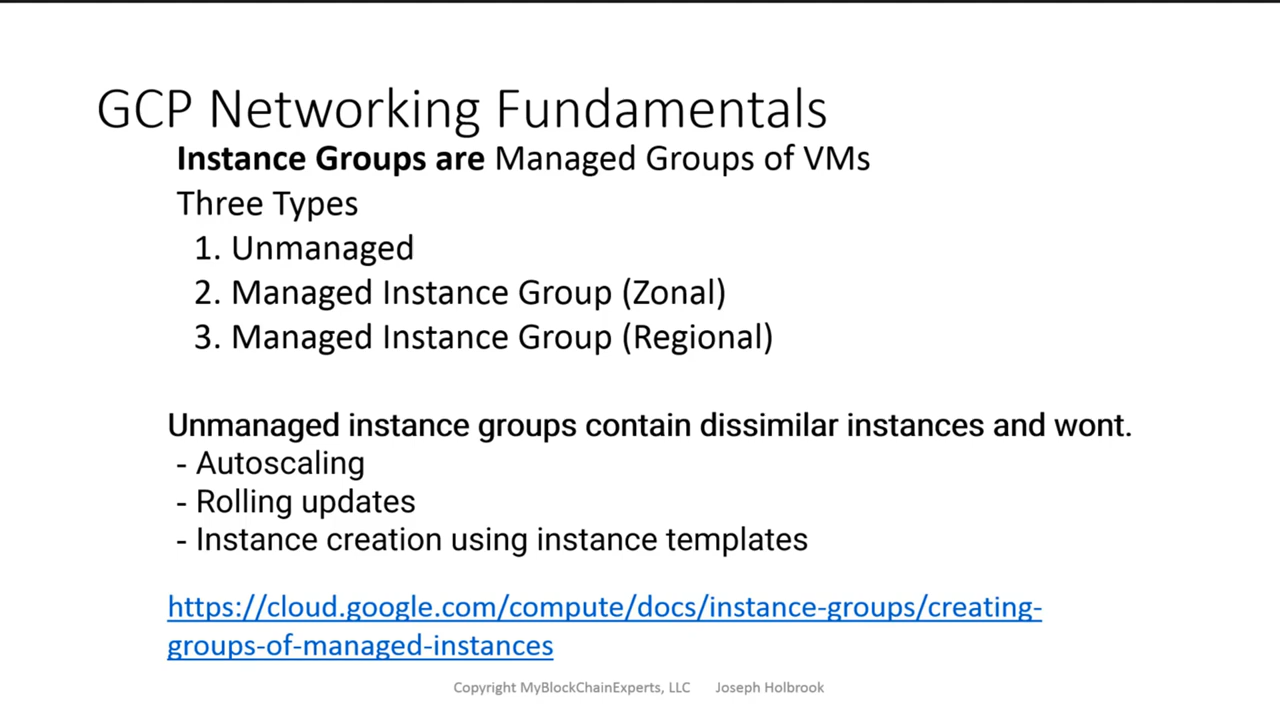 GCP Networking Fundamentals
Instance Groups are Managed Groups of VMs
Three Types
1. Unmanaged
2. Managed Instance Group (Zonal)
3. Managed Instance Group (Regional)
Unmanaged instance groups contain dissimilar instances and wont.
- Autoscaling
- Rolling updates
- Instance creation using instance templates
https://cloud.google.com/compute/docs/instance-groups/creating-
groups-of-managed-instances
Copyright MyBlockChainExperts, LLC Joseph Holbrook